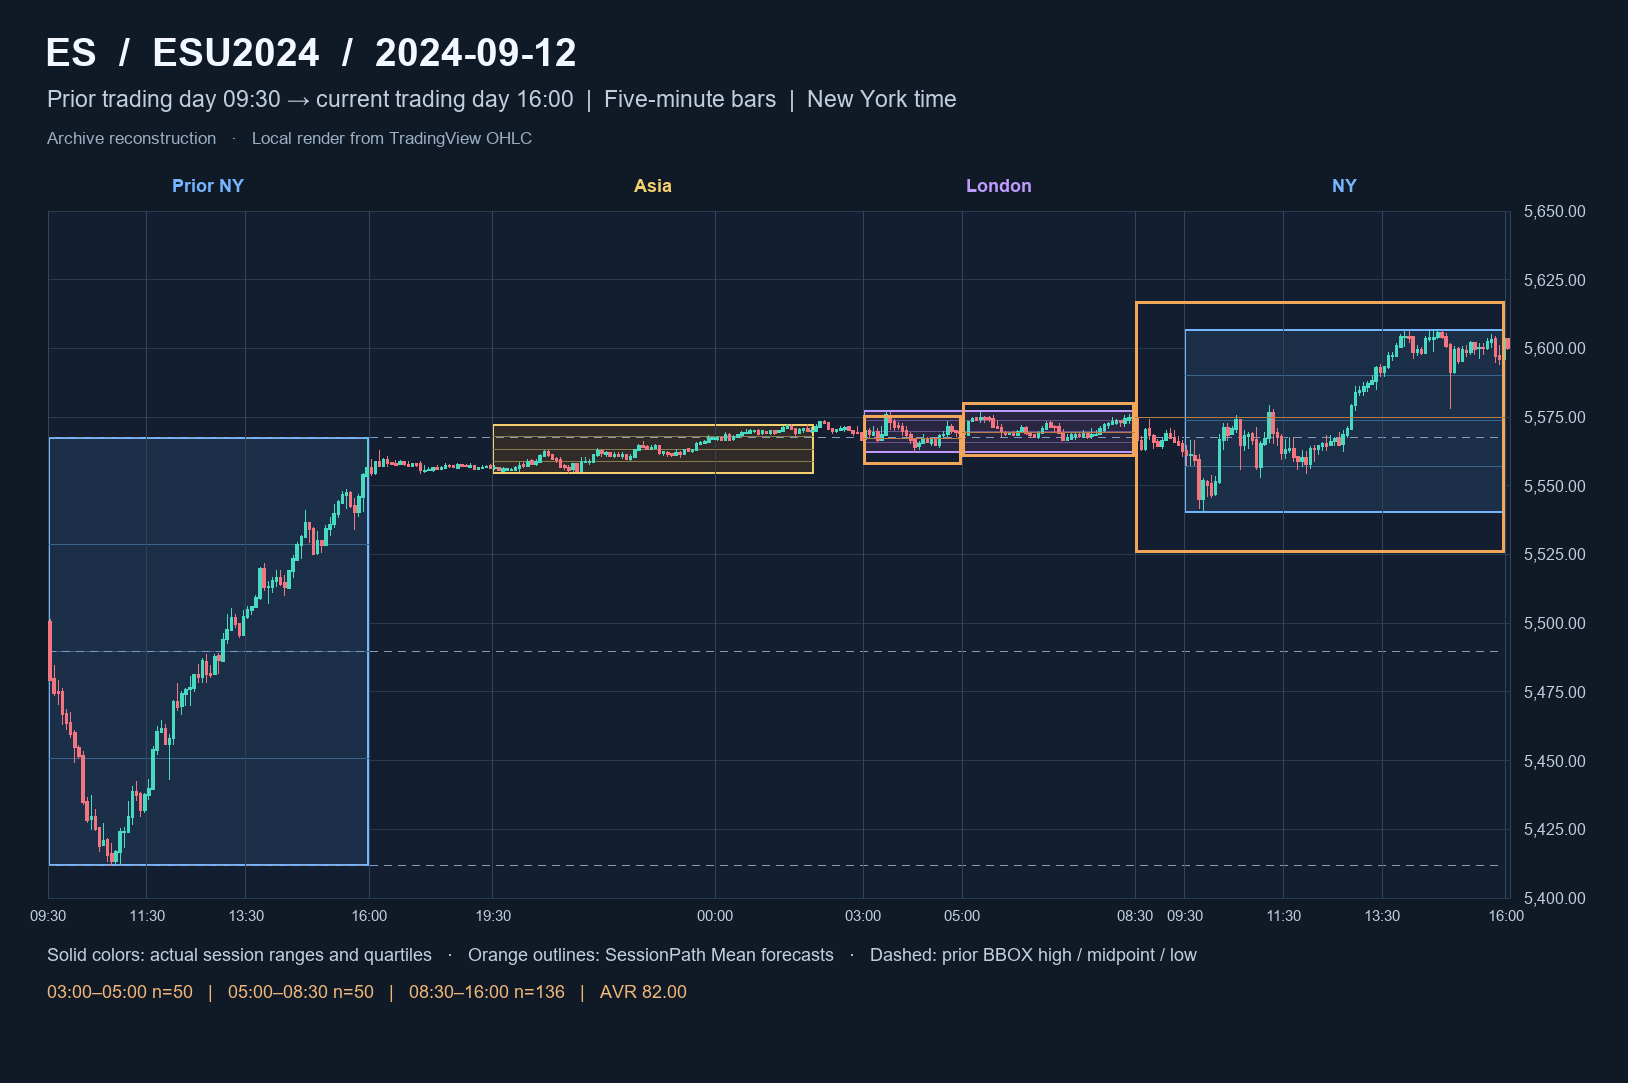 ES / ESU2024 / 2024-09-12
Prior trading day 09:30 → current trading day 16:00 | Five-minute bars | New York time
Archive reconstruction · Local render from TradingView OHLC
Prior NY Asia London NY
5,650.00
5,625.00
5,600.00
5,575.00
5,550.00
5,525.00
5,500.00
5,475.00
5,450.00
5,425.00
5,400.00
09:30 11:30 13:30 16:00 19:30 00:00 03:00 05:00 08:30 09:30 11:30 13:30 16:00
Solid colors: actual session ranges and quartiles · Orange outlines: SessionPath Mean forecasts · Dashed: prior BBOX high / midpoint / low
03:00–05:00 n=50 | 05:00–08:30 n=50 | 08:30–16:00 n=136 | AVR 82.00